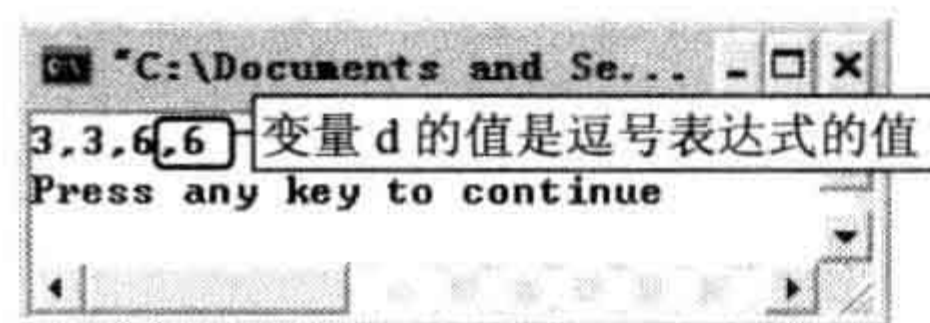 "C:\Documents and Se...
3,3,6,6
变量 d 的值是逗号表达式的值
Press any key to continue